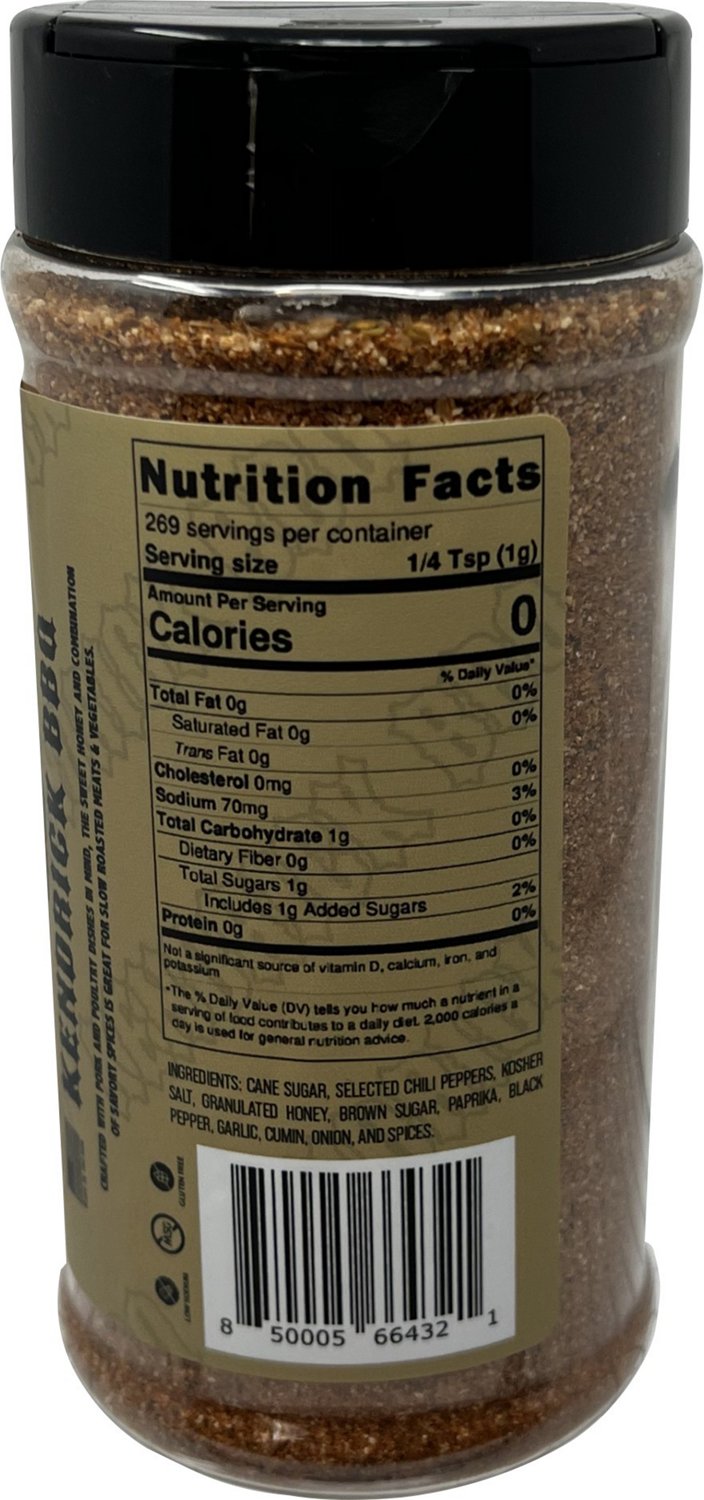 Nutrition Facts
269 servings per container
Serving size 1/4 Tsp (1g)
Amount Per Serving
Calories 0
% Daily Value*
Total Fat 0g 0%
Saturated Fat 0g 0%
Trans Fat 0g
Cholesterol 0mg 0%
Sodium 70mg 3%
Total Carbohydrate 1g 0%
Dietary Fiber 0g 0%
Total Sugars 1g
Includes 1g Added Sugars 2%
Protein 0g 0%
Not a significant source of vitamin D, calcium, iron, and
potassium
*The % Daily Value (DV) tells you how much a nutrient in a
serving of food contributes to a daily diet. 2,000 calories a
day is used for general nutrition advice.
INGREDIENTS: CANE SUGAR, SELECTED CHILI PEPPERS, KOSHER
SALT, GRANULATED HONEY, BROWN SUGAR, PAPRIKA, BLACK
PEPPER, GARLIC, CUMIN, ONION, AND SPICES.
8 50005 66432 1
KENDRICK BBQ
CRAFTED WITH PORK AND POULTRY DISHES IN MIND, THE SWEET HONEY AND COMBINATION
OF SAVORY SPICES IS GREAT FOR SLOW ROASTED MEATS & VEGETABLES.
GLUTEN FREE
MSG
LOW SODIUM